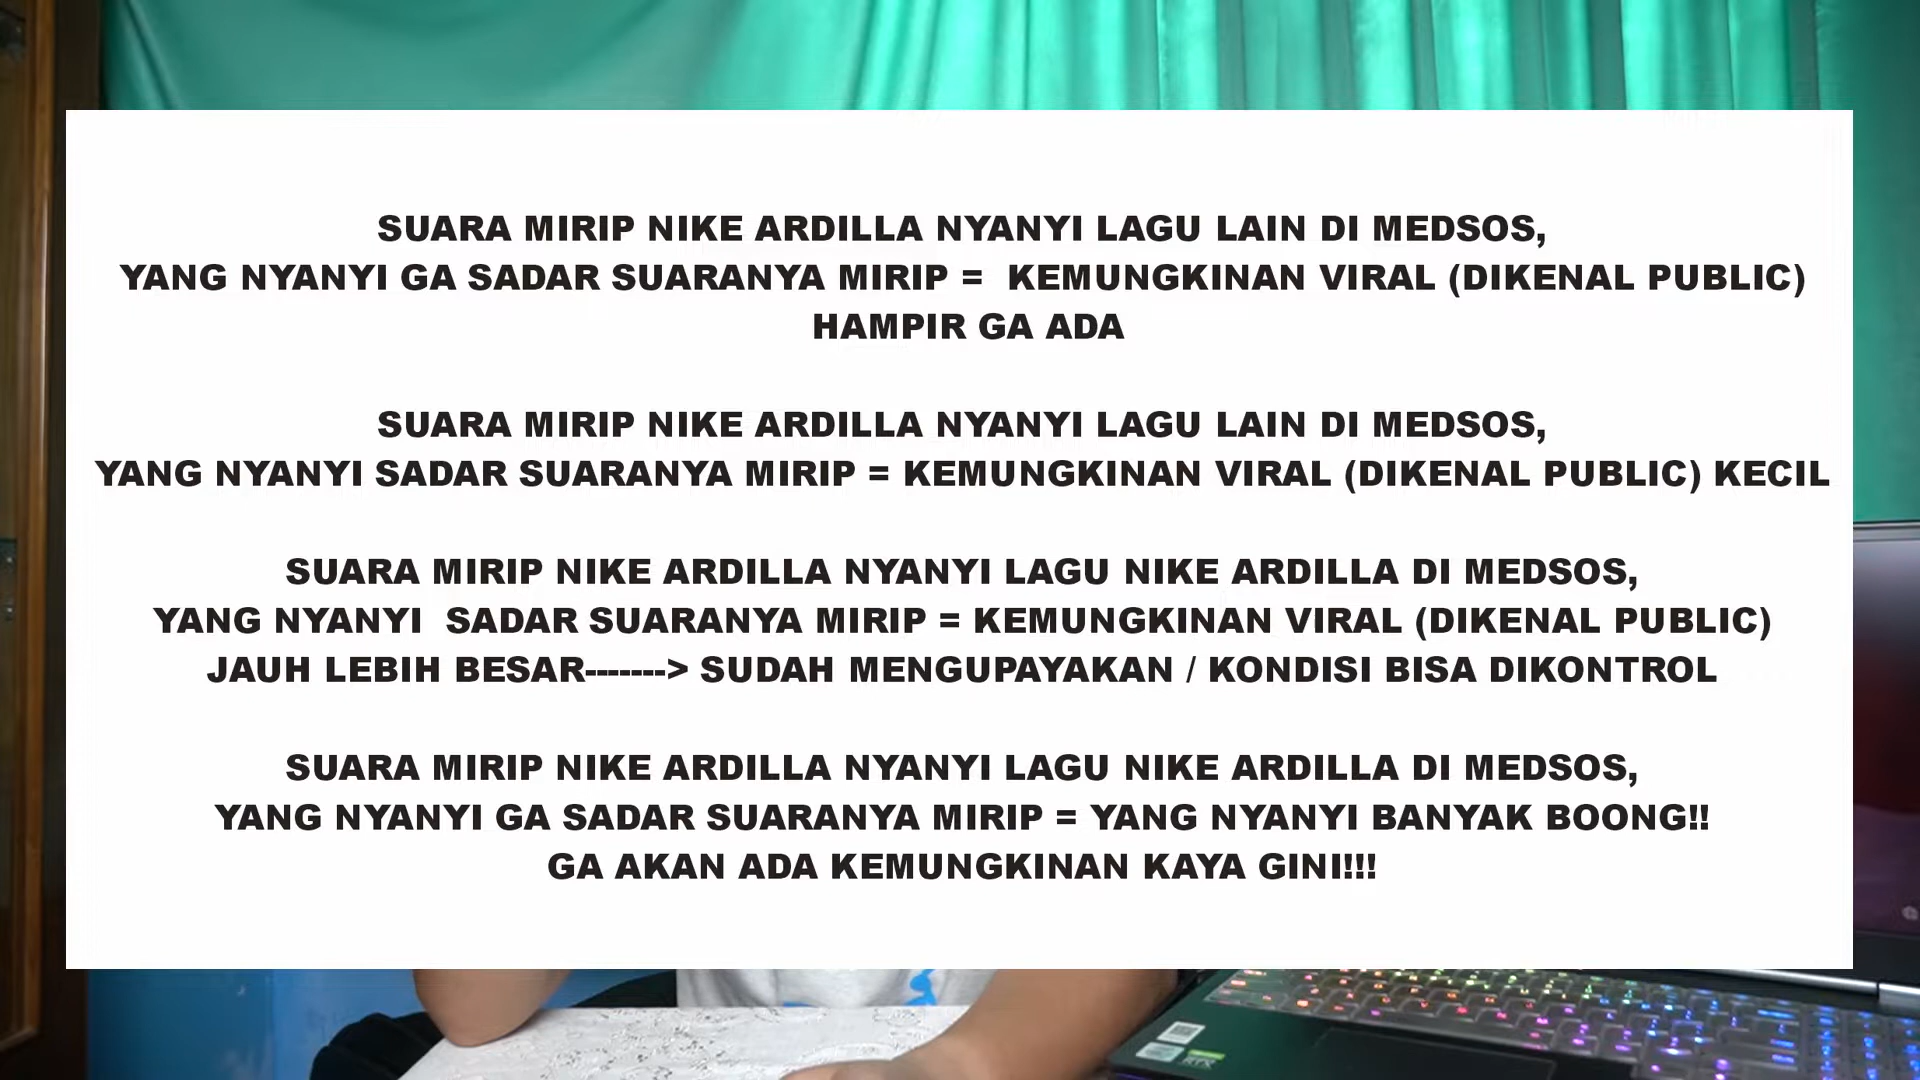 SUARA MIRIP NIKE ARDILLA NYANYI LAGU LAIN DI MEDSOS,
YANG NYANYI GA SADAR SUARANYA MIRIP =  KEMUNGKINAN VIRAL (DIKENAL PUBLIC)
HAMPIR GA ADA
SUARA MIRIP NIKE ARDILLA NYANYI LAGU LAIN DI MEDSOS,
YANG NYANYI SADAR SUARANYA MIRIP = KEMUNGKINAN VIRAL (DIKENAL PUBLIC) KECIL
SUARA MIRIP NIKE ARDILLA NYANYI LAGU NIKE ARDILLA DI MEDSOS,
YANG NYANYI  SADAR SUARANYA MIRIP = KEMUNGKINAN VIRAL (DIKENAL PUBLIC)
JAUH LEBIH BESAR-------> SUDAH MENGUPAYAKAN / KONDISI BISA DIKONTROL
SUARA MIRIP NIKE ARDILLA NYANYI LAGU NIKE ARDILLA DI MEDSOS,
YANG NYANYI GA SADAR SUARANYA MIRIP = YANG NYANYI BANYAK BOONG!!
GA AKAN ADA KEMUNGKINAN KAYA GINI!!!
RTX